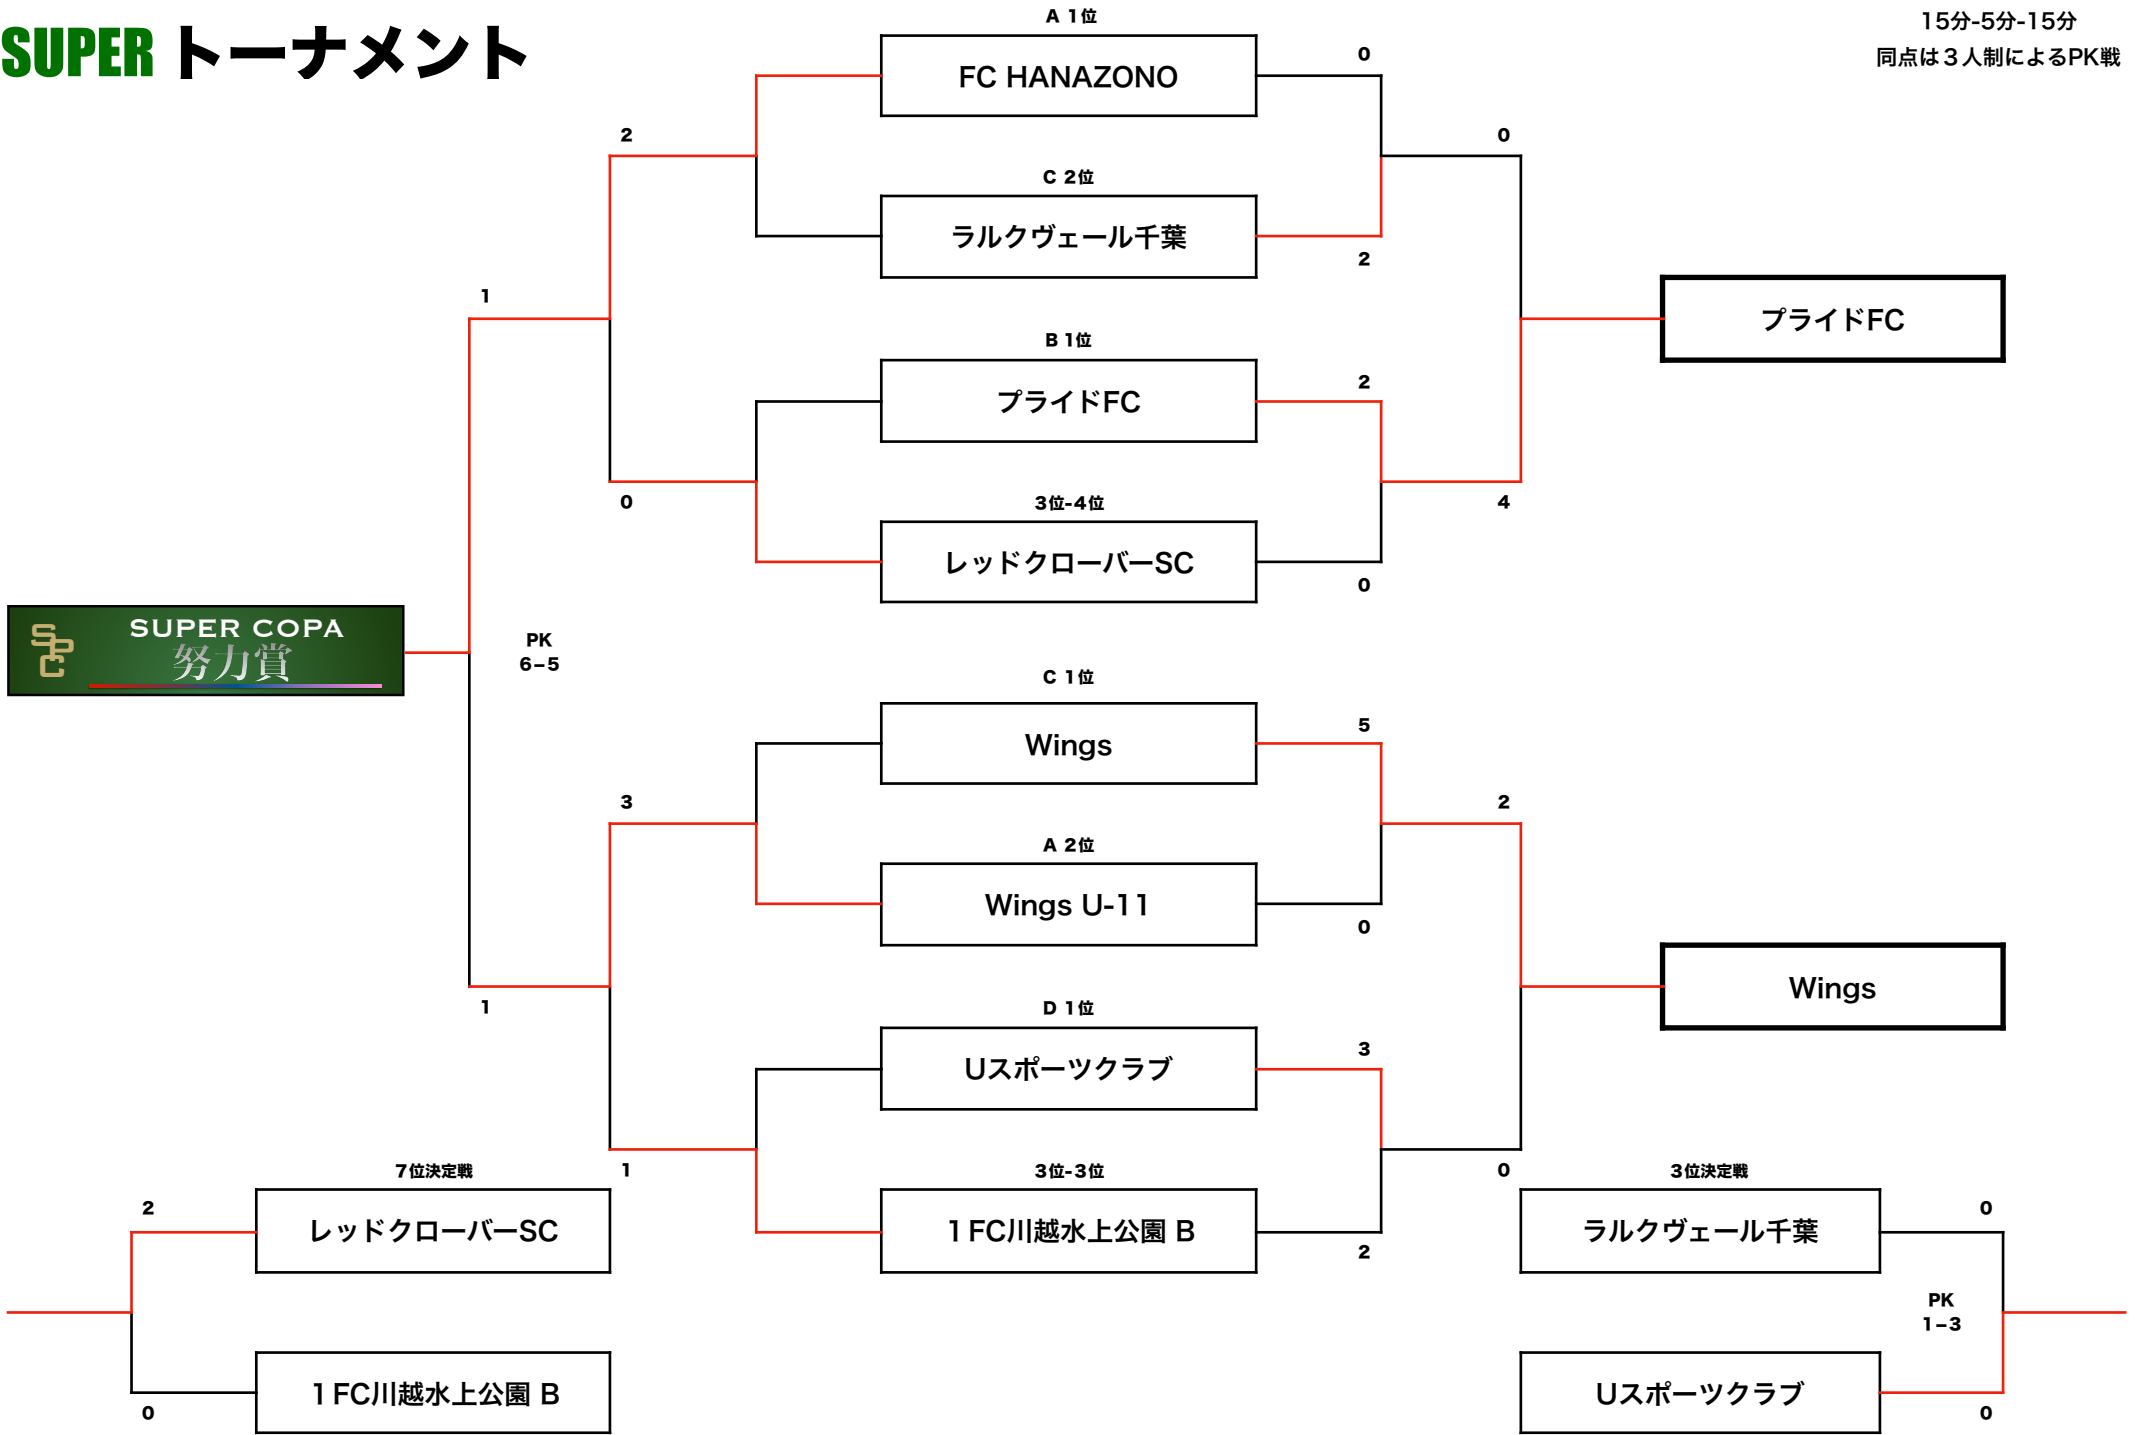 SUPER トーナメント
15分-5分-15分
同点は３人制によるPK戦
A 1位
FC HANAZONO
0
2
0
C 2位
ラルクヴェール千葉
2
1
プライドFC
B 1位
プライドFC
2
0
3位-4位
レッドクローバーSC
4
0
SPC
SUPER COPA
努力賞
PK
6–5
C 1位
Wings
5
3
2
A 2位
Wings U-11
0
Wings
1
D 1位
Uスポーツクラブ
3
1
0
7位決定戦
3位-3位
3位決定戦
2
レッドクローバーSC
１FC川越水上公園 B
2
ラルクヴェール千葉
0
PK
1–3
0
１FC川越水上公園 B
Uスポーツクラブ
0